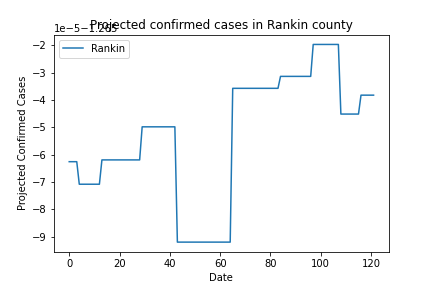 Projected confirmed cases in Rankin county
1e−5−1.265
Rankin
−2
−3
−4
−5
−6
−7
−8
−9
Projected Confirmed Cases
0 20 40 60 80 100 120
Date